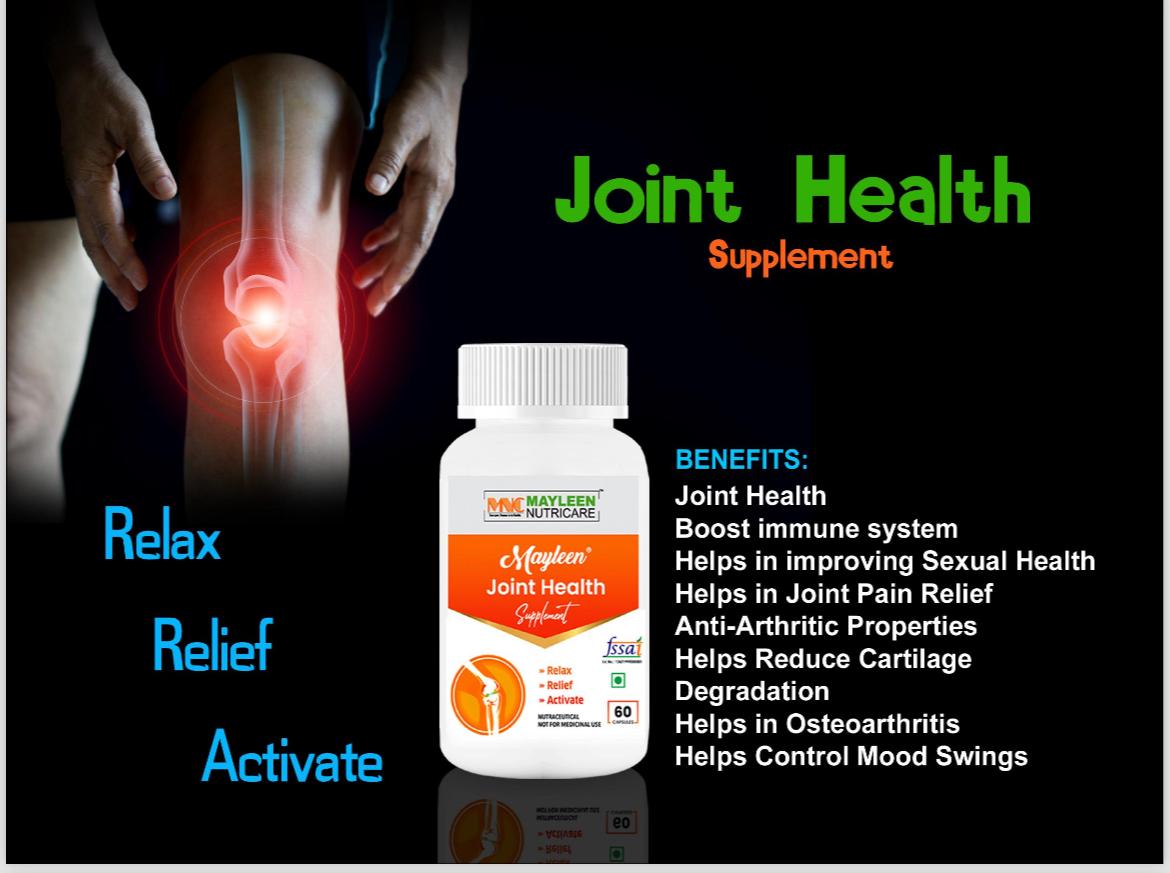 Joint Health
Supplement
Relax
Relief
Activate
MNC MAYLEEN
NUTRICARE
Mayleen®
Joint Health
Supplement
fssai
» Relax
» Relief
» Activate
NUTRACEUTICAL
NOT FOR MEDICINAL USE
60
CAPSULES
BENEFITS:
Joint Health
Boost immune system
Helps in improving Sexual Health
Helps in Joint Pain Relief
Anti-Arthritic Properties
Helps Reduce Cartilage
Degradation
Helps in Osteoarthritis
Helps Control Mood Swings